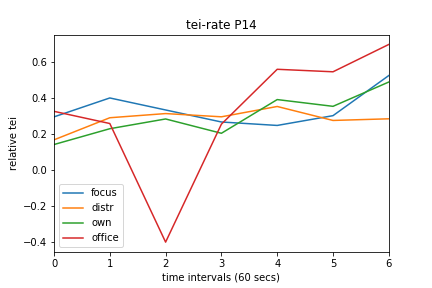 tei-rate P14
relative tei
0.6
0.4
0.2
0.0
−0.2
−0.4
focus
distr
own
office
0 1 2 3 4 5 6
time intervals (60 secs)